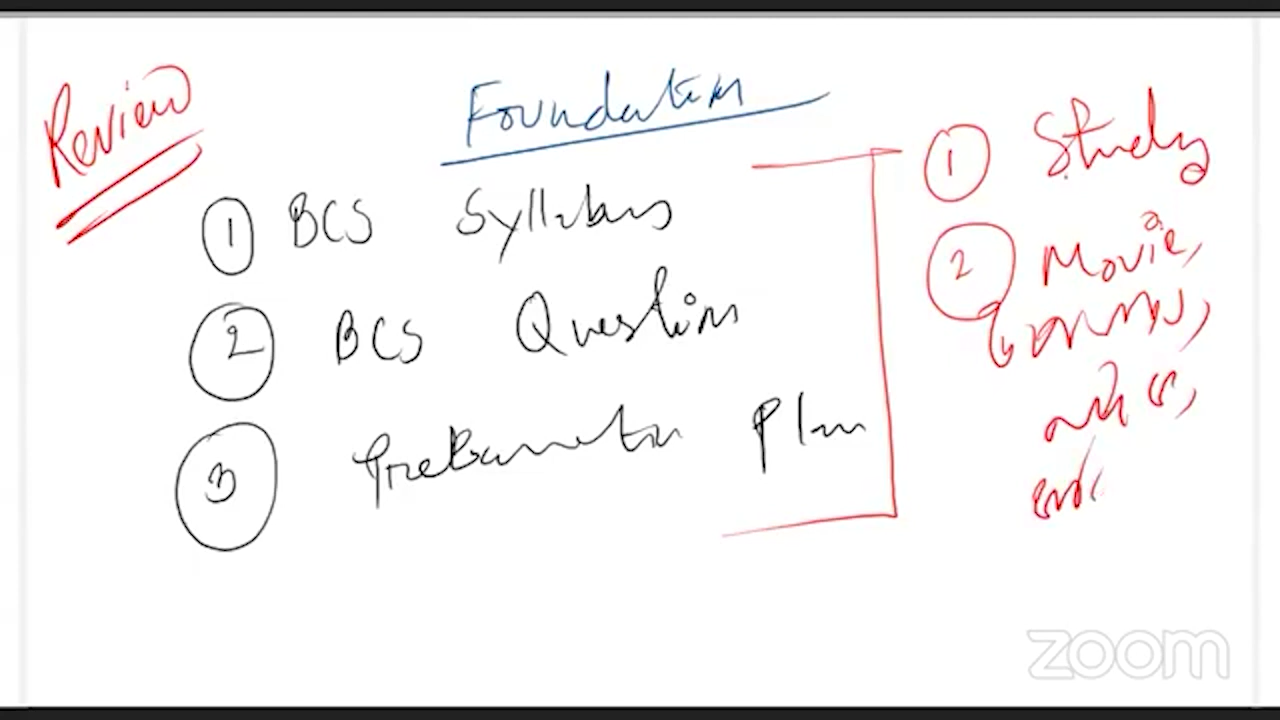 Review
Foundation
① BCS Syllabus
② BCS Question
③ Preparation Plan
① Study
② Movie,
zoom